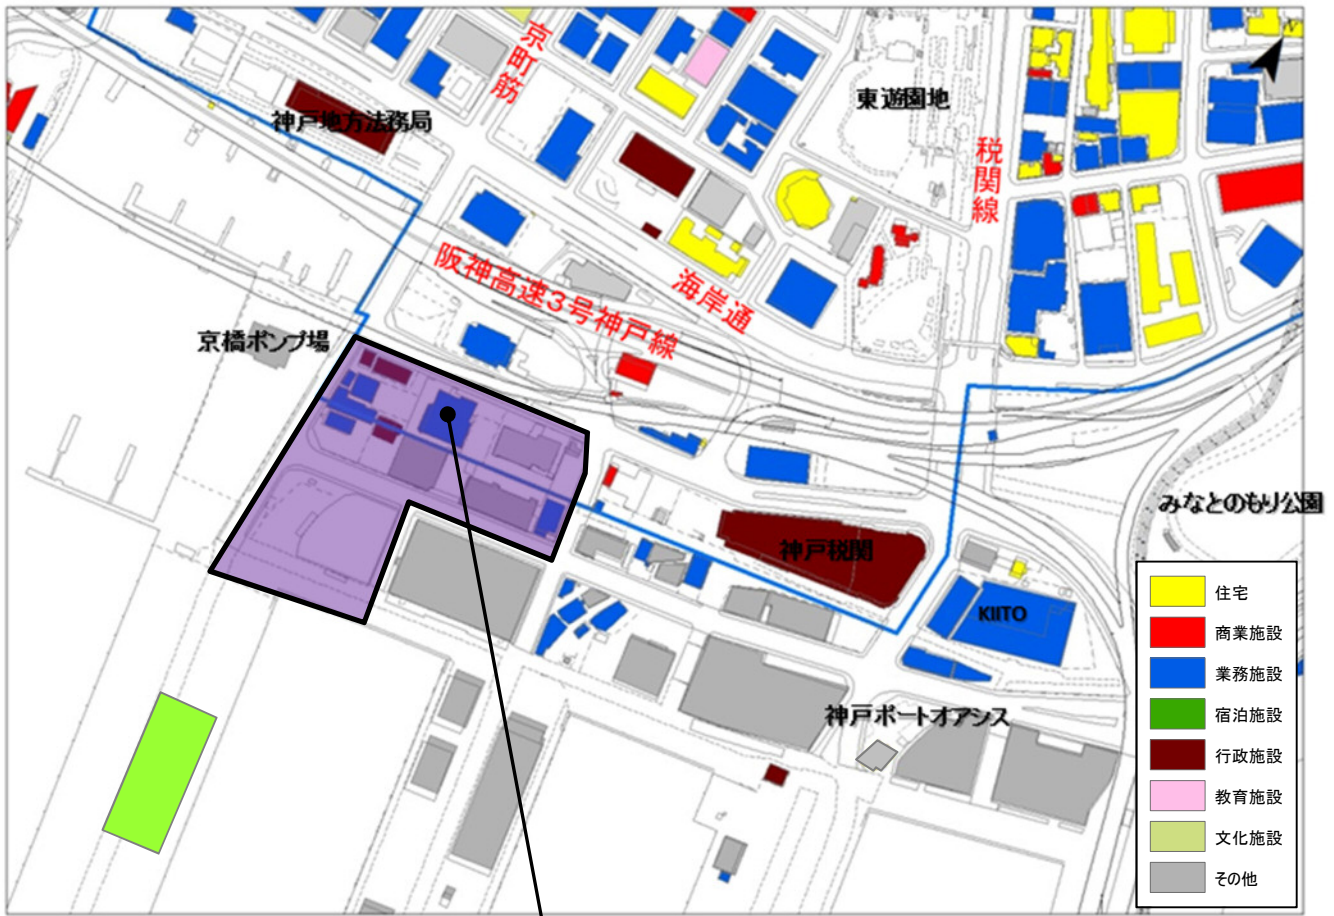 京町筋
神戸地方法務局
東遊園地
税関線
阪神高速3号神戸線
海岸通
京橋ポンプ場
みなとのもり公園
神戸税関
KIITO
神戸ポートオアシス
住宅
商業施設
業務施設
宿泊施設
行政施設
教育施設
文化施設
その他